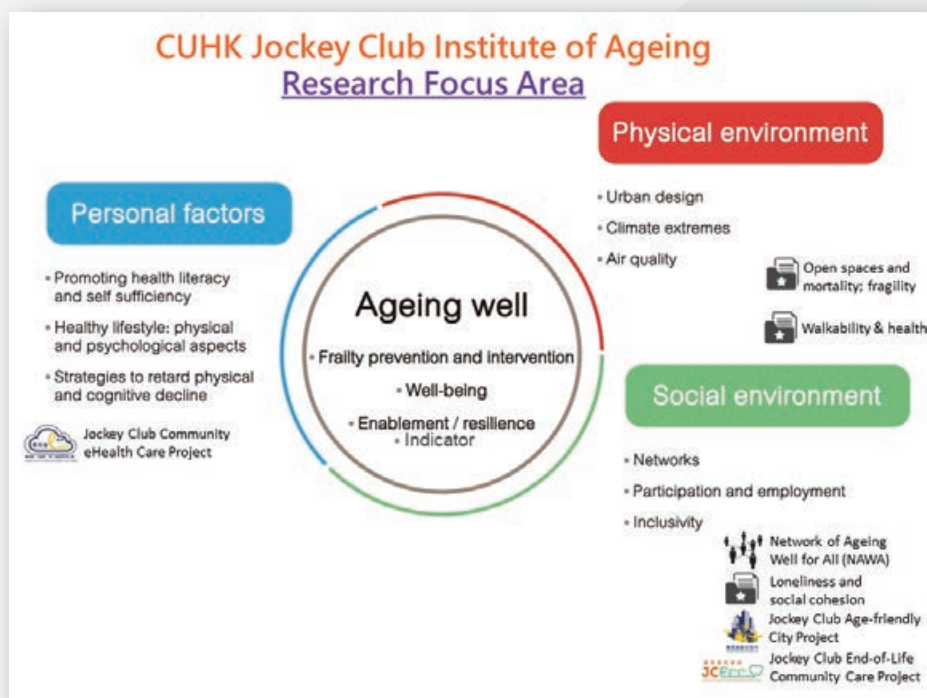 CUHK Jockey Club Institute of Ageing
Research Focus Area
Personal factors
• Promoting health literacy
and self sufficiency
• Healthy lifestyle: physical
and psychological aspects
• Strategies to retard physical
and cognitive decline
Jockey Club Community
eHealth Care Project
Ageing well
• Frailty prevention and intervention
• Well-being
• Enablement / resilience
• Indicator
Physical environment
• Urban design
• Climate extremes
• Air quality
Open spaces and
mortality; fragility
Walkability & health
Social environment
• Networks
• Participation and employment
• Inclusivity
Network of Ageing
Well for All (NAWA)
Loneliness and
social cohesion
Jockey Club Age-friendly
City Project
Jockey Club End-of-Life
Community Care Project